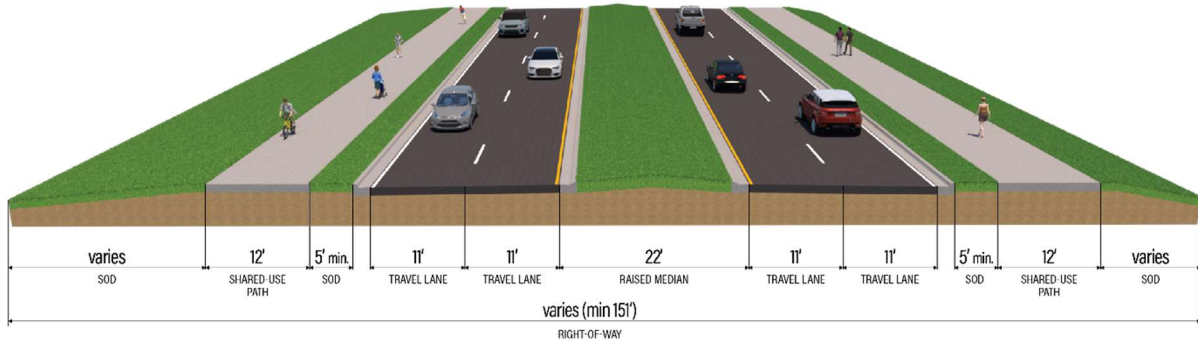 varies 12' 5' min. 11' 11' 22' 11' 11' 5' min. 12' varies
SOD SHARED-USE PATH SOD TRAVEL LANE TRAVEL LANE RAISED MEDIAN TRAVEL LANE TRAVEL LANE SOD SHARED-USE PATH SOD
varies (min 151')
RIGHT-OF-WAY